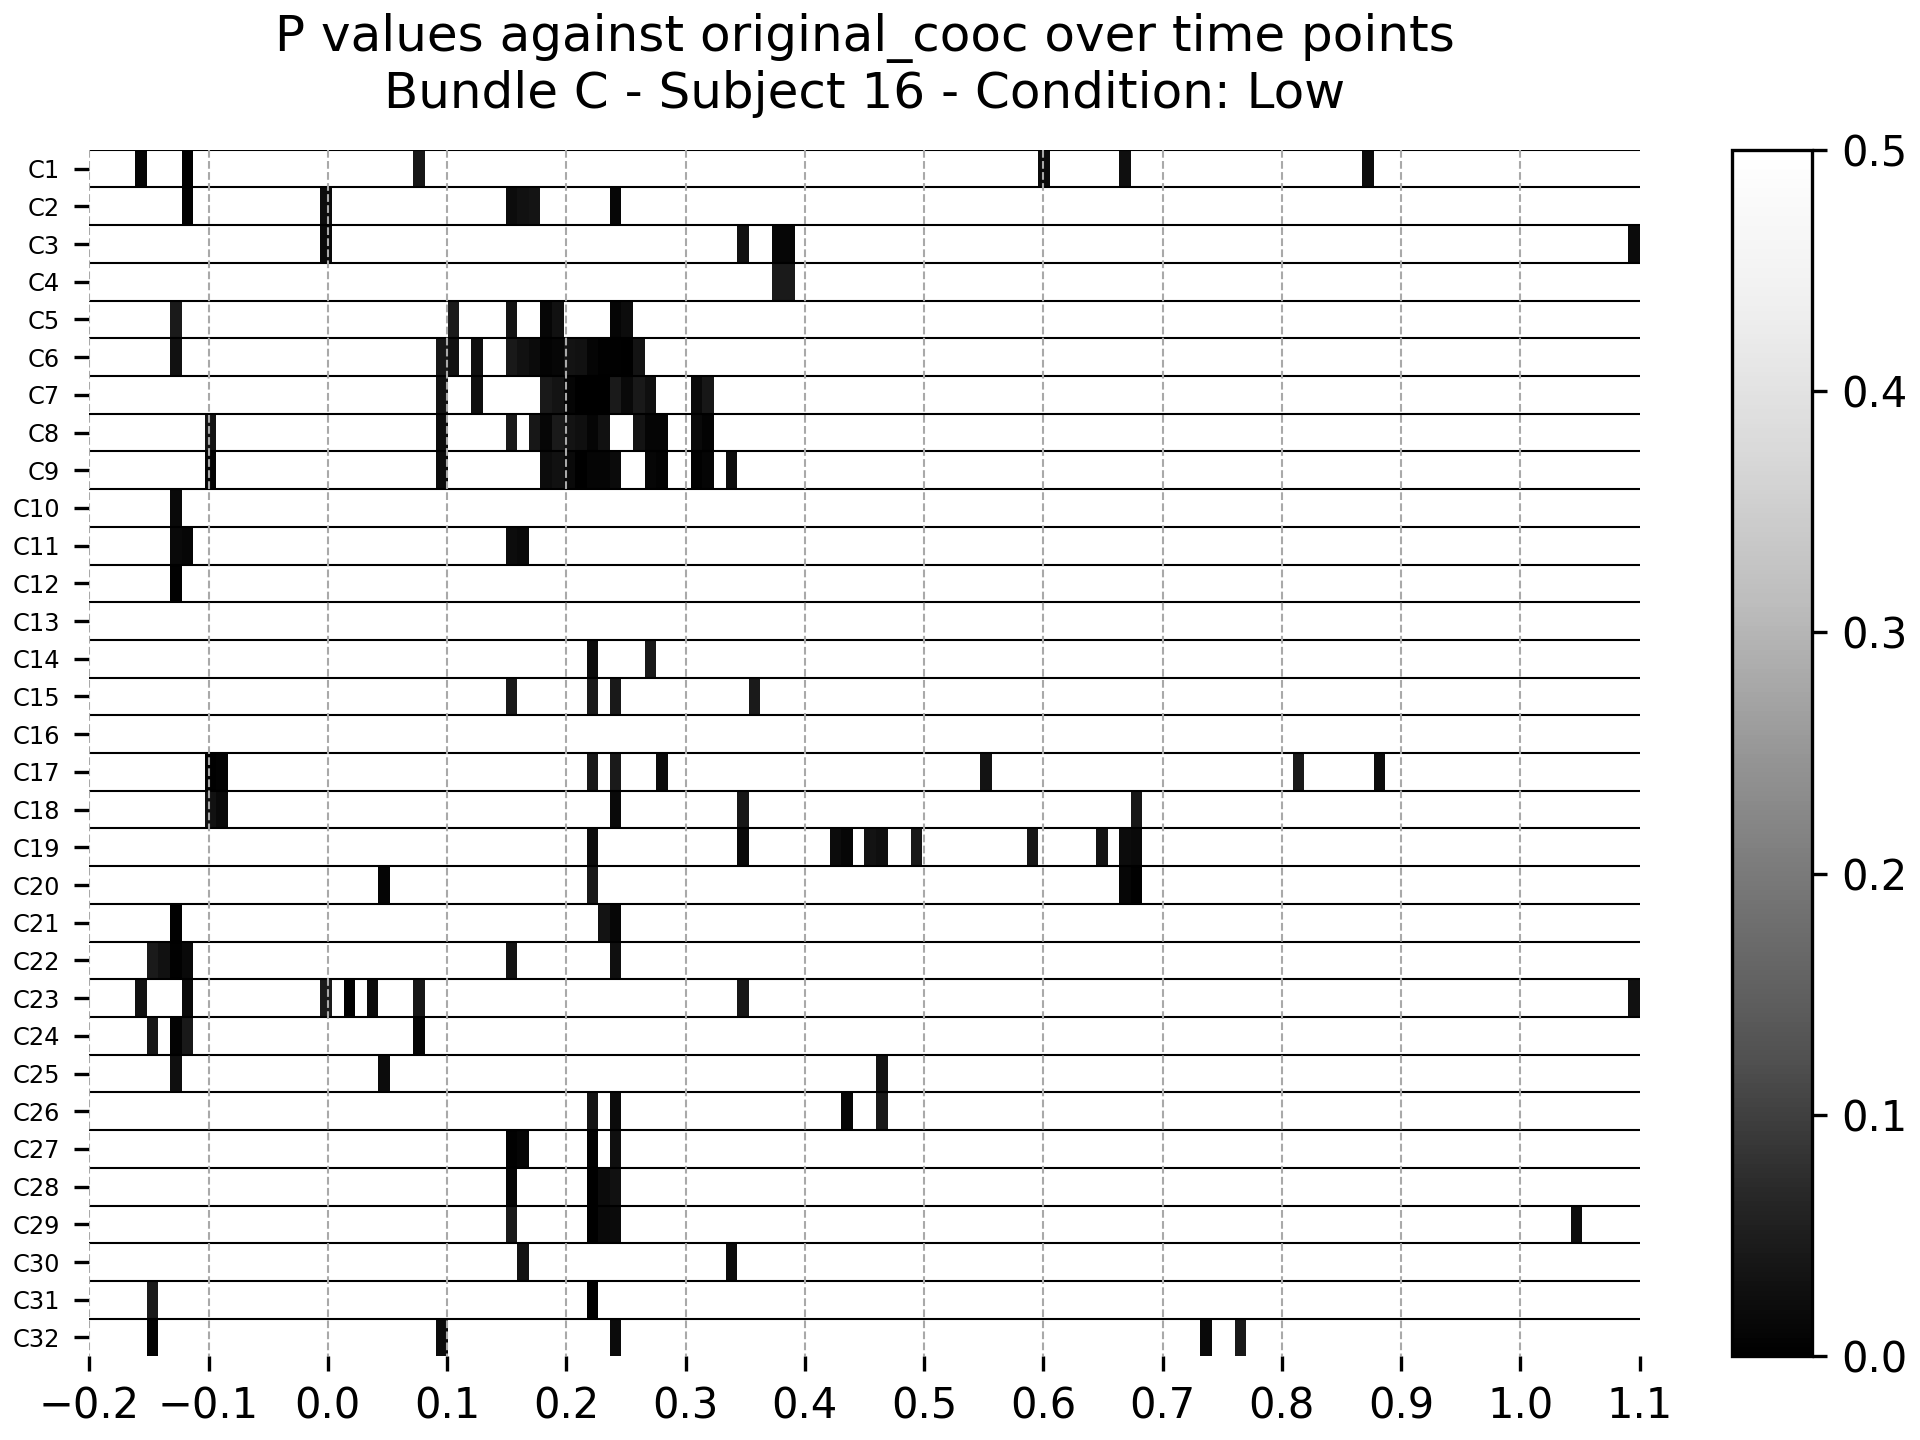 P values against original_cooc over time points
Bundle C - Subject 16 - Condition: Low
C1
C2
C3
C4
C5
C6
C7
C8
C9
C10
C11
C12
C13
C14
C15
C16
C17
C18
C19
C20
C21
C22
C23
C24
C25
C26
C27
C28
C29
C30
C31
C32
−0.2 −0.1 0.0 0.1 0.2 0.3 0.4 0.5 0.6 0.7 0.8 0.9 1.0 1.1
0.5
0.4
0.3
0.2
0.1
0.0